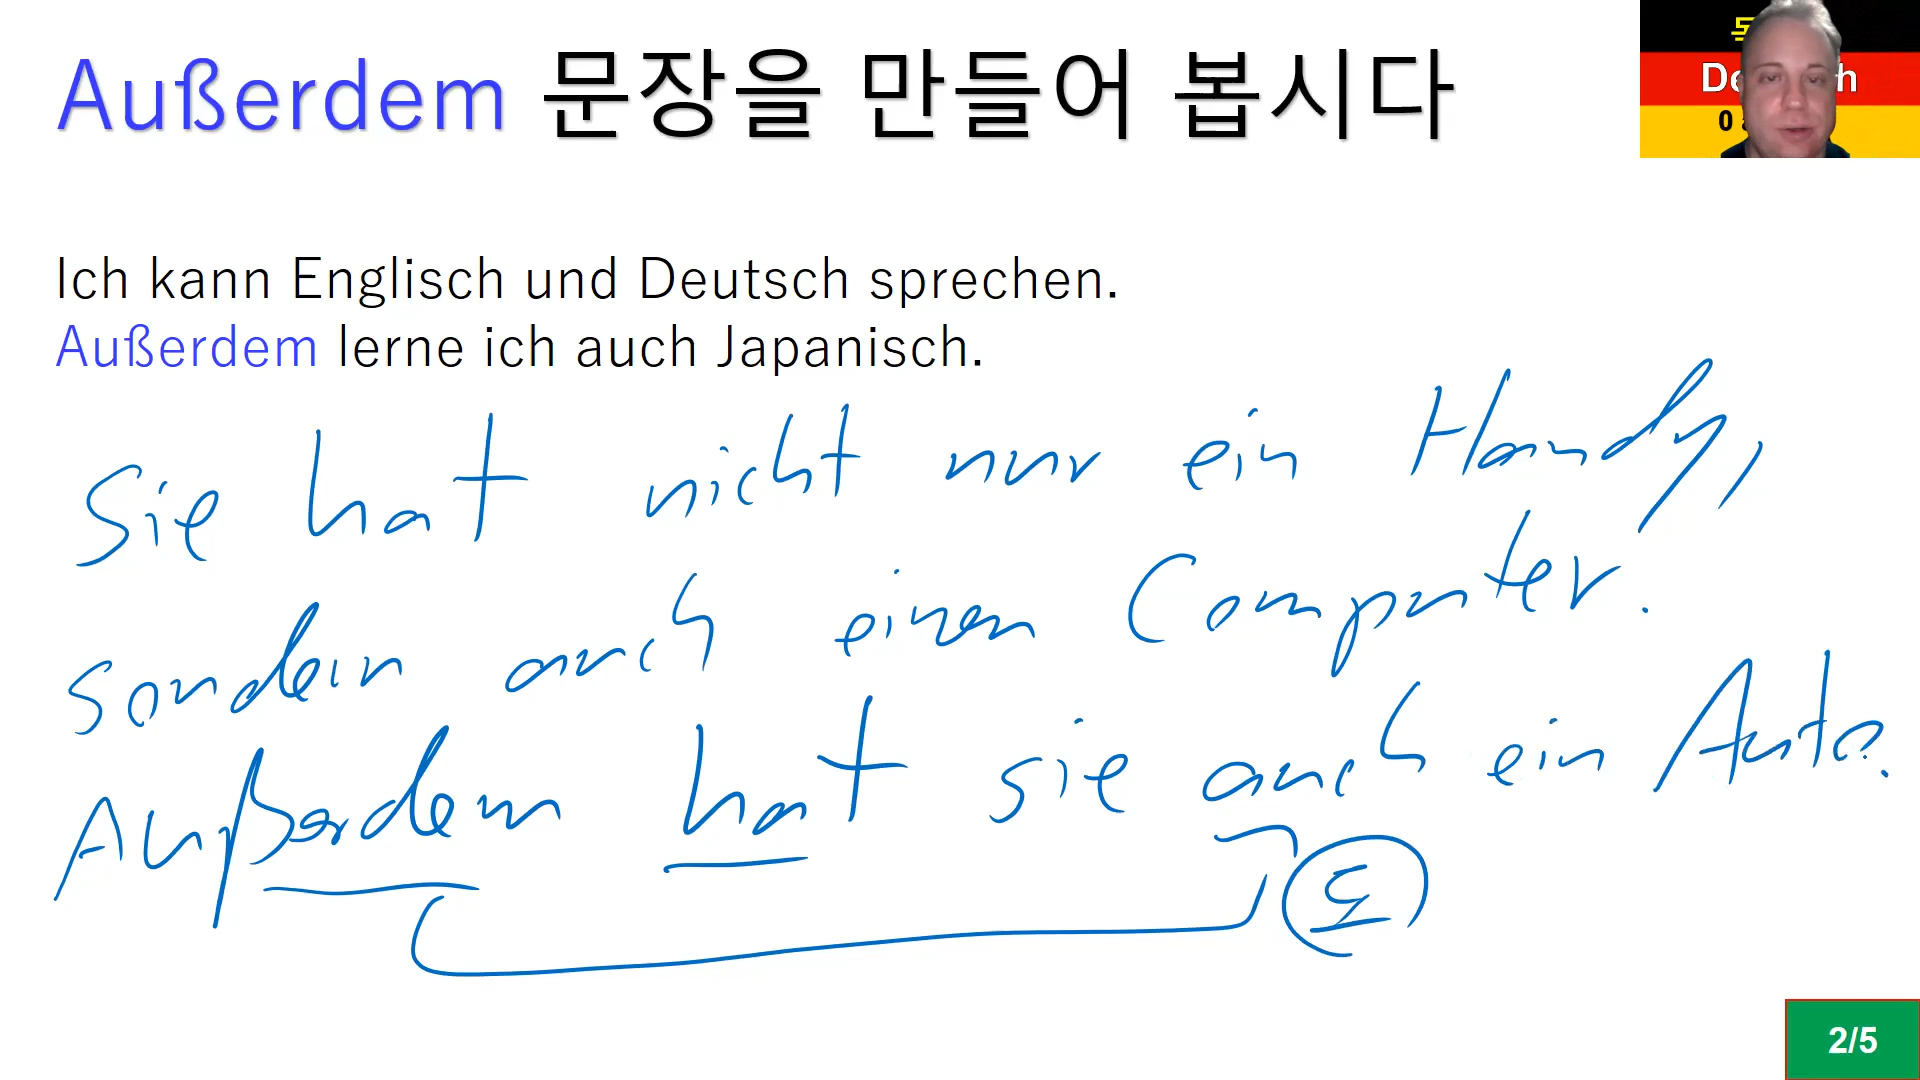 Außerdem 문장을 만들어 봅시다
Ich kann Englisch und Deutsch sprechen.
Außerdem lerne ich auch Japanisch.
Sie hat nicht nur ein Handy,
sondern auch einen Computer.
Außerdem hat sie auch ein Auto.
도
2/5